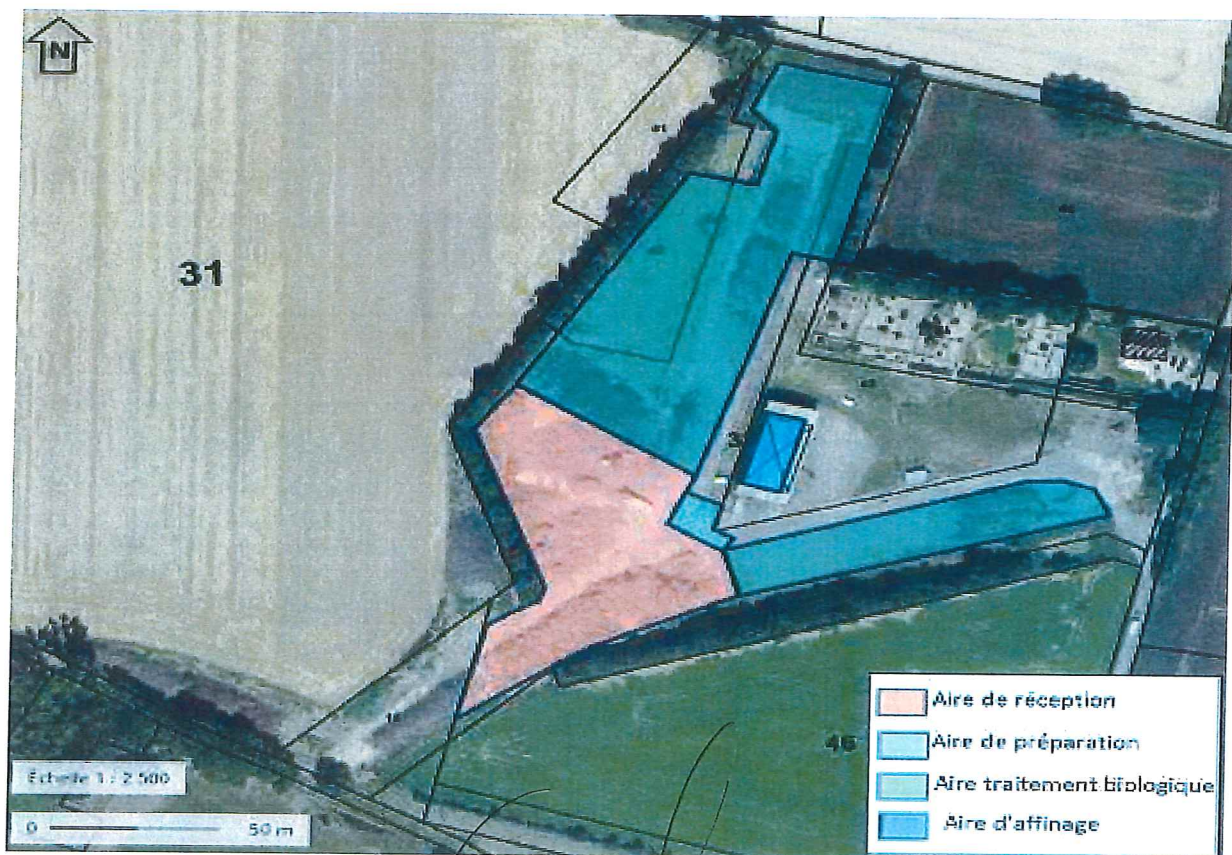 N
31
46
Echelle 1 : 2 500
0 50 m
Aire de réception
Aire de préparation
Aire traitement biologique
Aire d'affinage